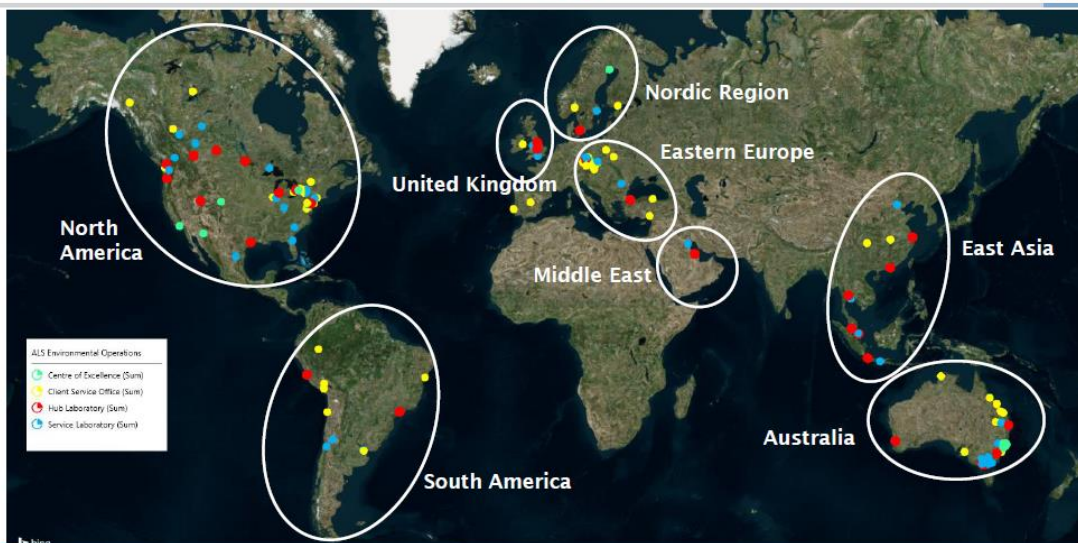 Nordic Region
Eastern Europe
United Kingdom
North
America
Middle East
East Asia
South America
Australia
ALS Environmental Operations
Centre of Excellence (Sum)
Client Service Office (Sum)
Hub Laboratory (Sum)
Service Laboratory (Sum)
bing